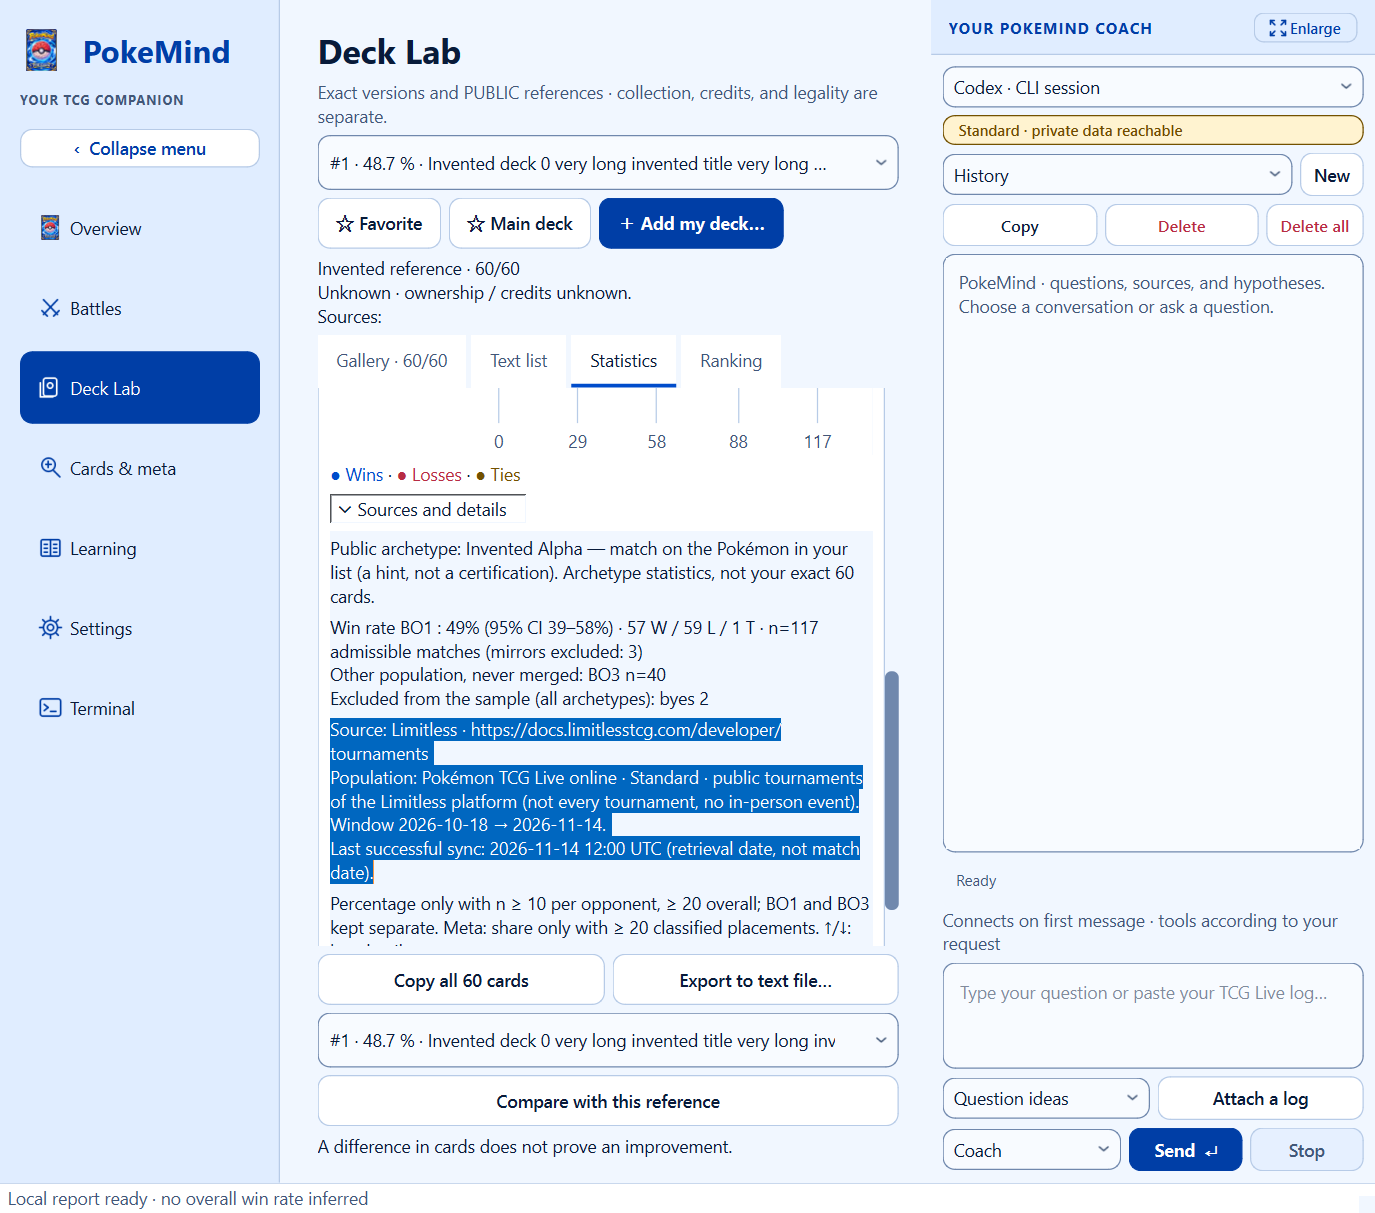 PokeMind
YOUR TCG COMPANION
‹ Collapse menu
Overview
Battles
Deck Lab
Cards & meta
Learning
Settings
Terminal
Deck Lab
Exact versions and PUBLIC references · collection, credits, and legality are
separate.
#1 · 48.7 % · Invented deck 0 very long invented title very long ...
☆ Favorite
☆ Main deck
+ Add my deck...
Invented reference · 60/60
Unknown · ownership / credits unknown.
Sources:
Gallery · 60/60
Text list
Statistics
Ranking
0 29 58 88 117
● Wins · ● Losses · ● Ties
Sources and details
Public archetype: Invented Alpha — match on the Pokémon in your
list (a hint, not a certification). Archetype statistics, not your exact 60
cards.
Win rate BO1 : 49% (95% CI 39–58%) · 57 W / 59 L / 1 T · n=117
admissible matches (mirrors excluded: 3)
Other population, never merged: BO3 n=40
Excluded from the sample (all archetypes): byes 2
Source: Limitless · https://docs.limitlesstcg.com/developer/
tournaments
Population: Pokémon TCG Live online · Standard · public tournaments
of the Limitless platform (not every tournament, no in-person event).
Window 2026-10-18 → 2026-11-14.
Last successful sync: 2026-11-14 12:00 UTC (retrieval date, not match
date).
Percentage only with n ≥ 10 per opponent, ≥ 20 overall; BO1 and BO3
kept separate. Meta: share only with ≥ 20 classified placements. ↑/↓:
Copy all 60 cards
Export to text file...
#1 · 48.7 % · Invented deck 0 very long invented title very long inv
Compare with this reference
A difference in cards does not prove an improvement.
Local report ready · no overall win rate inferred
YOUR POKEMIND COACH
Enlarge
Codex · CLI session
Standard · private data reachable
History
New
Copy
Delete
Delete all
PokeMind · questions, sources, and hypotheses.
Choose a conversation or ask a question.
Ready
Connects on first message · tools according to your
request
Type your question or paste your TCG Live log...
Question ideas
Attach a log
Coach
Send ↵
Stop